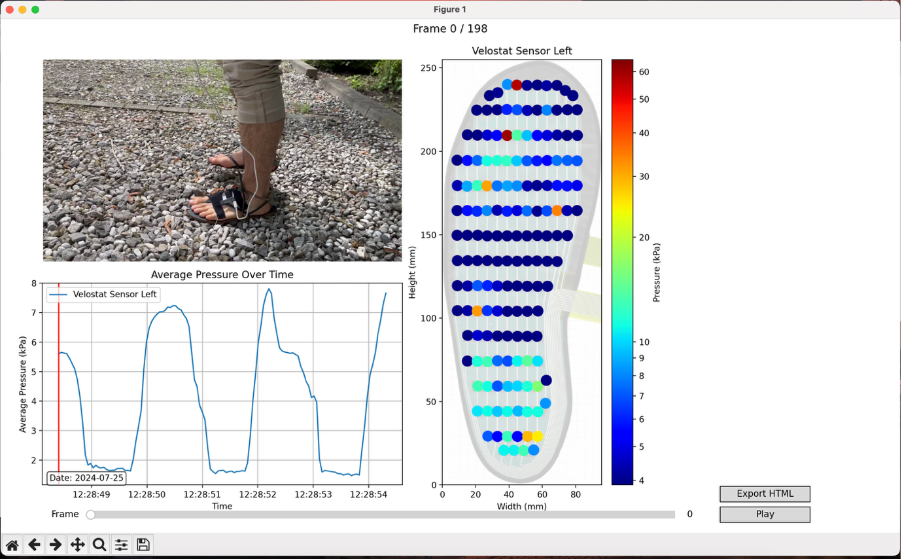 Figure 1
Frame 0 / 198
Velostat Sensor Left
250
200
150
100
50
0
Height (mm)
0 20 40 60 80
Width (mm)
60
50
40
30
20
10
9
8
7
6
5
4
Pressure (kPa)
Average Pressure Over Time
Velostat Sensor Left
8
7
6
5
4
3
2
Average Pressure (kPa)
Date: 2024-07-25
12:28:49 12:28:50 12:28:51 12:28:52 12:28:53 12:28:54
Time
Frame 0
Export HTML
Play